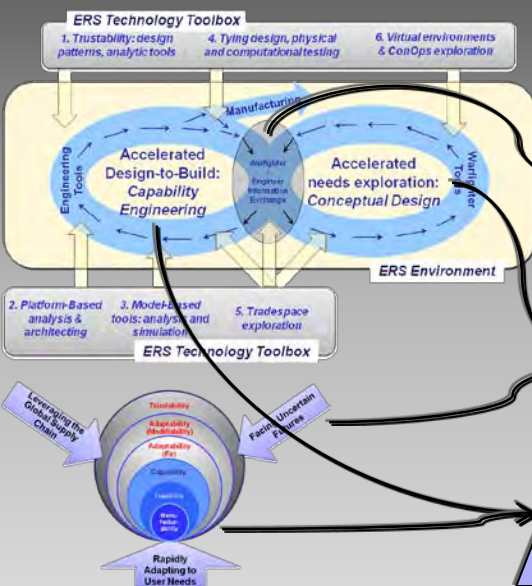 ERS Technology Toolbox
1. Trustability: design
patterns, analytic tools
4. Tying design, physical
and computational testing
6. Virtual environments
& ConOps exploration
Manufacturing
Engineering
Tools
Accelerated
Design-to-Build:
Capability
Engineering
Warfighter
Engineer
Information
Exchange
Accelerated
needs exploration:
Conceptual Design
Warfighter
Tools
ERS Environment
2. Platform-Based
analysis &
architecting
3. Model-Based
tools: analysis and
simulation
5. Tradespace
exploration
ERS Technology Toolbox
Leveraging the
Global Supply
Chain
Facing Uncertain
Futures
Trustability
Adaptability
(Modifiability)
Adaptability
Capability
Rapidly
Adapting to
User Needs